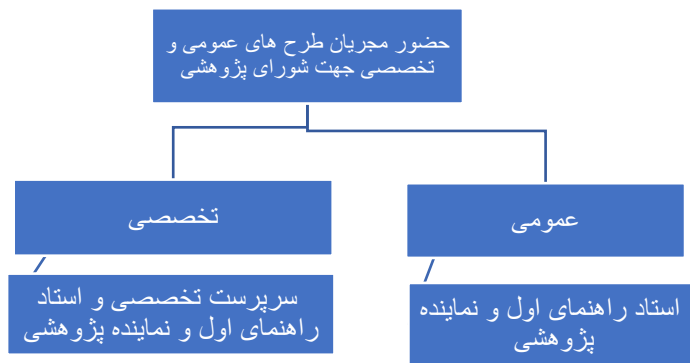 حضور مجریان طرح های عمومی و
تخصصی جهت شورای پژوهشی
عمومی
استاد راهنمای اول و نماینده
پژوهشی
تخصصی
سرپرست تخصصی و استاد
راهنمای اول و نماینده پژوهشی